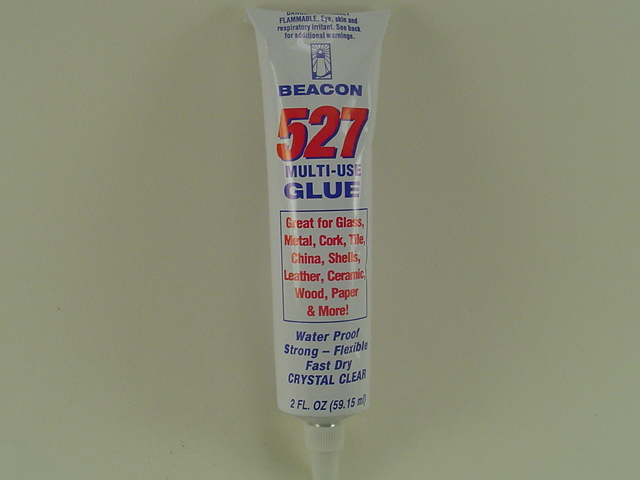 FLAMMABLE. Eye, skin and
respiratory irritant. See back
for additional warnings.
BEACON
527
MULTI-USE
GLUE
Great for Glass,
Metal, Cork, Tile,
China, Shells,
Leather, Ceramic,
Wood, Paper
& More!
Water Proof
Strong – Flexible
Fast Dry
CRYSTAL CLEAR
2 FL. OZ (59.15 ml)